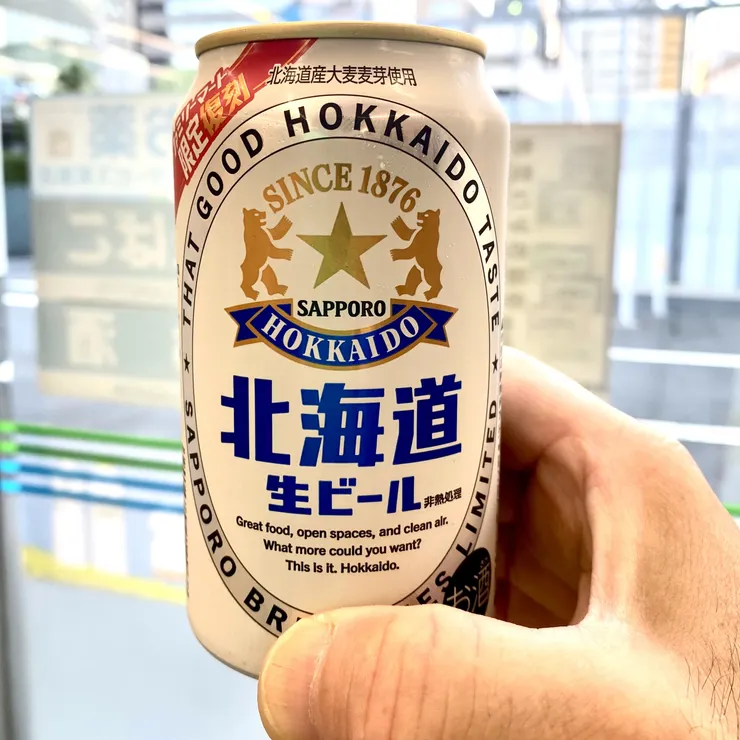 限定復刻
北海道産大麦麦芽使用
THAT GOOD HOKKAIDO TASTE
SINCE 1876
SAPPORO
HOKKAIDO
北海道
生ビール 非熱処理
Great food, open spaces, and clean air.
What more could you want?
This is it. Hokkaido.
★ SAPPORO LIMITED ★
お酒